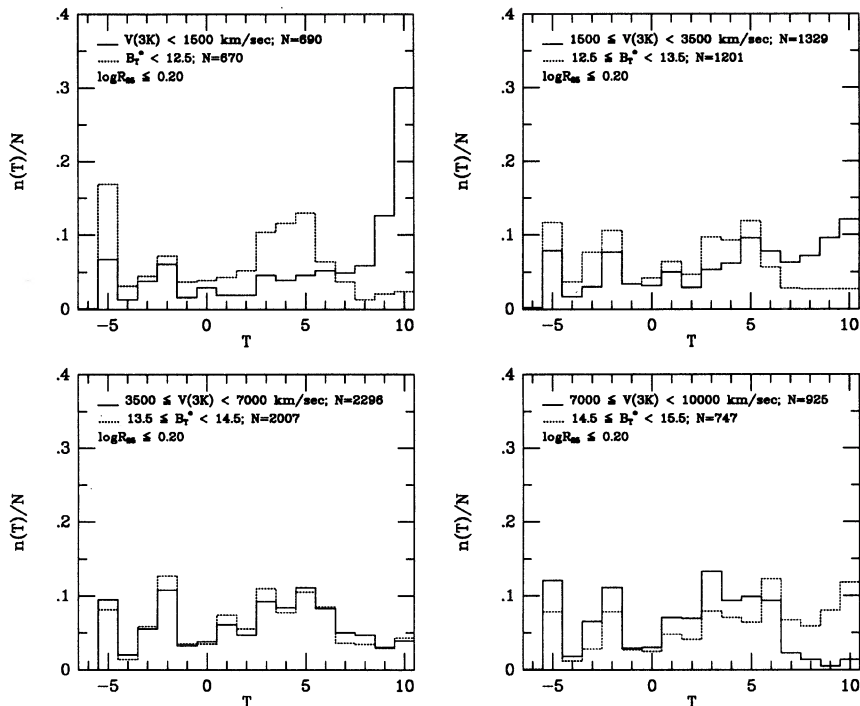 .4
V(3K) < 1500 km/sec; N=690
B_T° < 12.5; N=670
logR₂₅ ≦ 0.20
.3
.2
.1
0
n(T)/N
−5 0 5 10
T
.4
1500 ≦ V(3K) < 3500 km/sec; N=1329
12.5 ≦ B_T° < 13.5; N=1201
logR₂₅ ≦ 0.20
.3
.2
.1
0
n(T)/N
−5 0 5 10
T
.4
3500 ≦ V(3K) < 7000 km/sec; N=2296
13.5 ≦ B_T° < 14.5; N=2007
logR₂₅ ≦ 0.20
.3
.2
.1
0
n(T)/N
−5 0 5 10
T
.4
7000 ≦ V(3K) < 10000 km/sec; N=925
14.5 ≦ B_T° < 15.5; N=747
logR₂₅ ≦ 0.20
.3
.2
.1
0
n(T)/N
−5 0 5 10
T